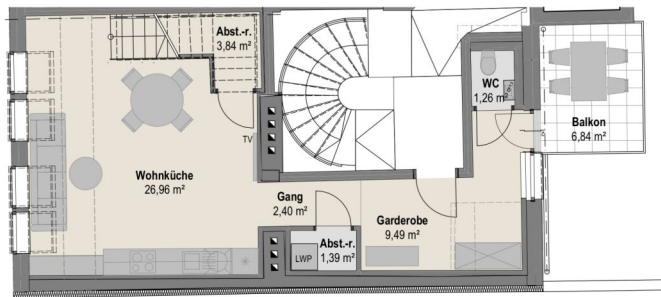 Abst.-r.
3,84 m²
WC
1,26 m²
Balkon
6,84 m²
TV
Wohnküche
26,96 m²
Gang
2,40 m²
Garderobe
9,49 m²
Abst.-r.
1,39 m²
LWP